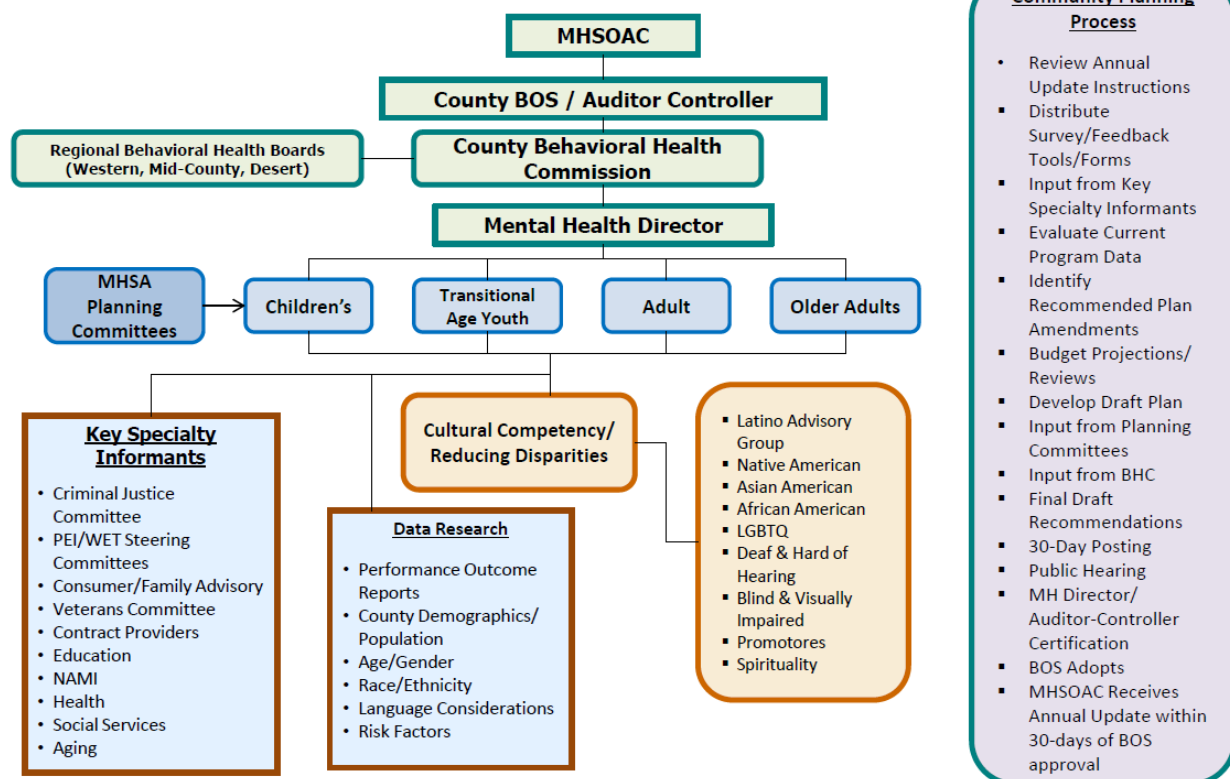 MHSOAC
County BOS / Auditor Controller
Regional Behavioral Health Boards
(Western, Mid-County, Desert)
County Behavioral Health
Commission
Mental Health Director
MHSA
Planning
Committees
Children's
Transitional
Age Youth
Adult
Older Adults
Key Specialty
Informants
• Criminal Justice
Committee
• PEI/WET Steering
Committees
• Consumer/Family Advisory
• Veterans Committee
• Contract Providers
• Education
• NAMI
• Health
• Social Services
• Aging
Data Research
• Performance Outcome
Reports
• County Demographics/
Population
• Age/Gender
• Race/Ethnicity
• Language Considerations
• Risk Factors
Cultural Competency/
Reducing Disparities
▪ Latino Advisory
Group
▪ Native American
▪ Asian American
▪ African American
▪ LGBTQ
▪ Deaf & Hard of
Hearing
▪ Blind & Visually
Impaired
▪ Promotores
▪ Spirituality
Community Planning
Process
• Review Annual
Update Instructions
▪ Distribute
Survey/Feedback
Tools/Forms
▪ Input from Key
Specialty Informants
▪ Evaluate Current
Program Data
▪ Identify
Recommended Plan
Amendments
▪ Budget Projections/
Reviews
▪ Develop Draft Plan
▪ Input from Planning
Committees
▪ Input from BHC
▪ Final Draft
Recommendations
▪ 30-Day Posting
▪ Public Hearing
▪ MH Director/
Auditor-Controller
Certification
▪ BOS Adopts
▪ MHSOAC Receives
Annual Update within
30-days of BOS
approval